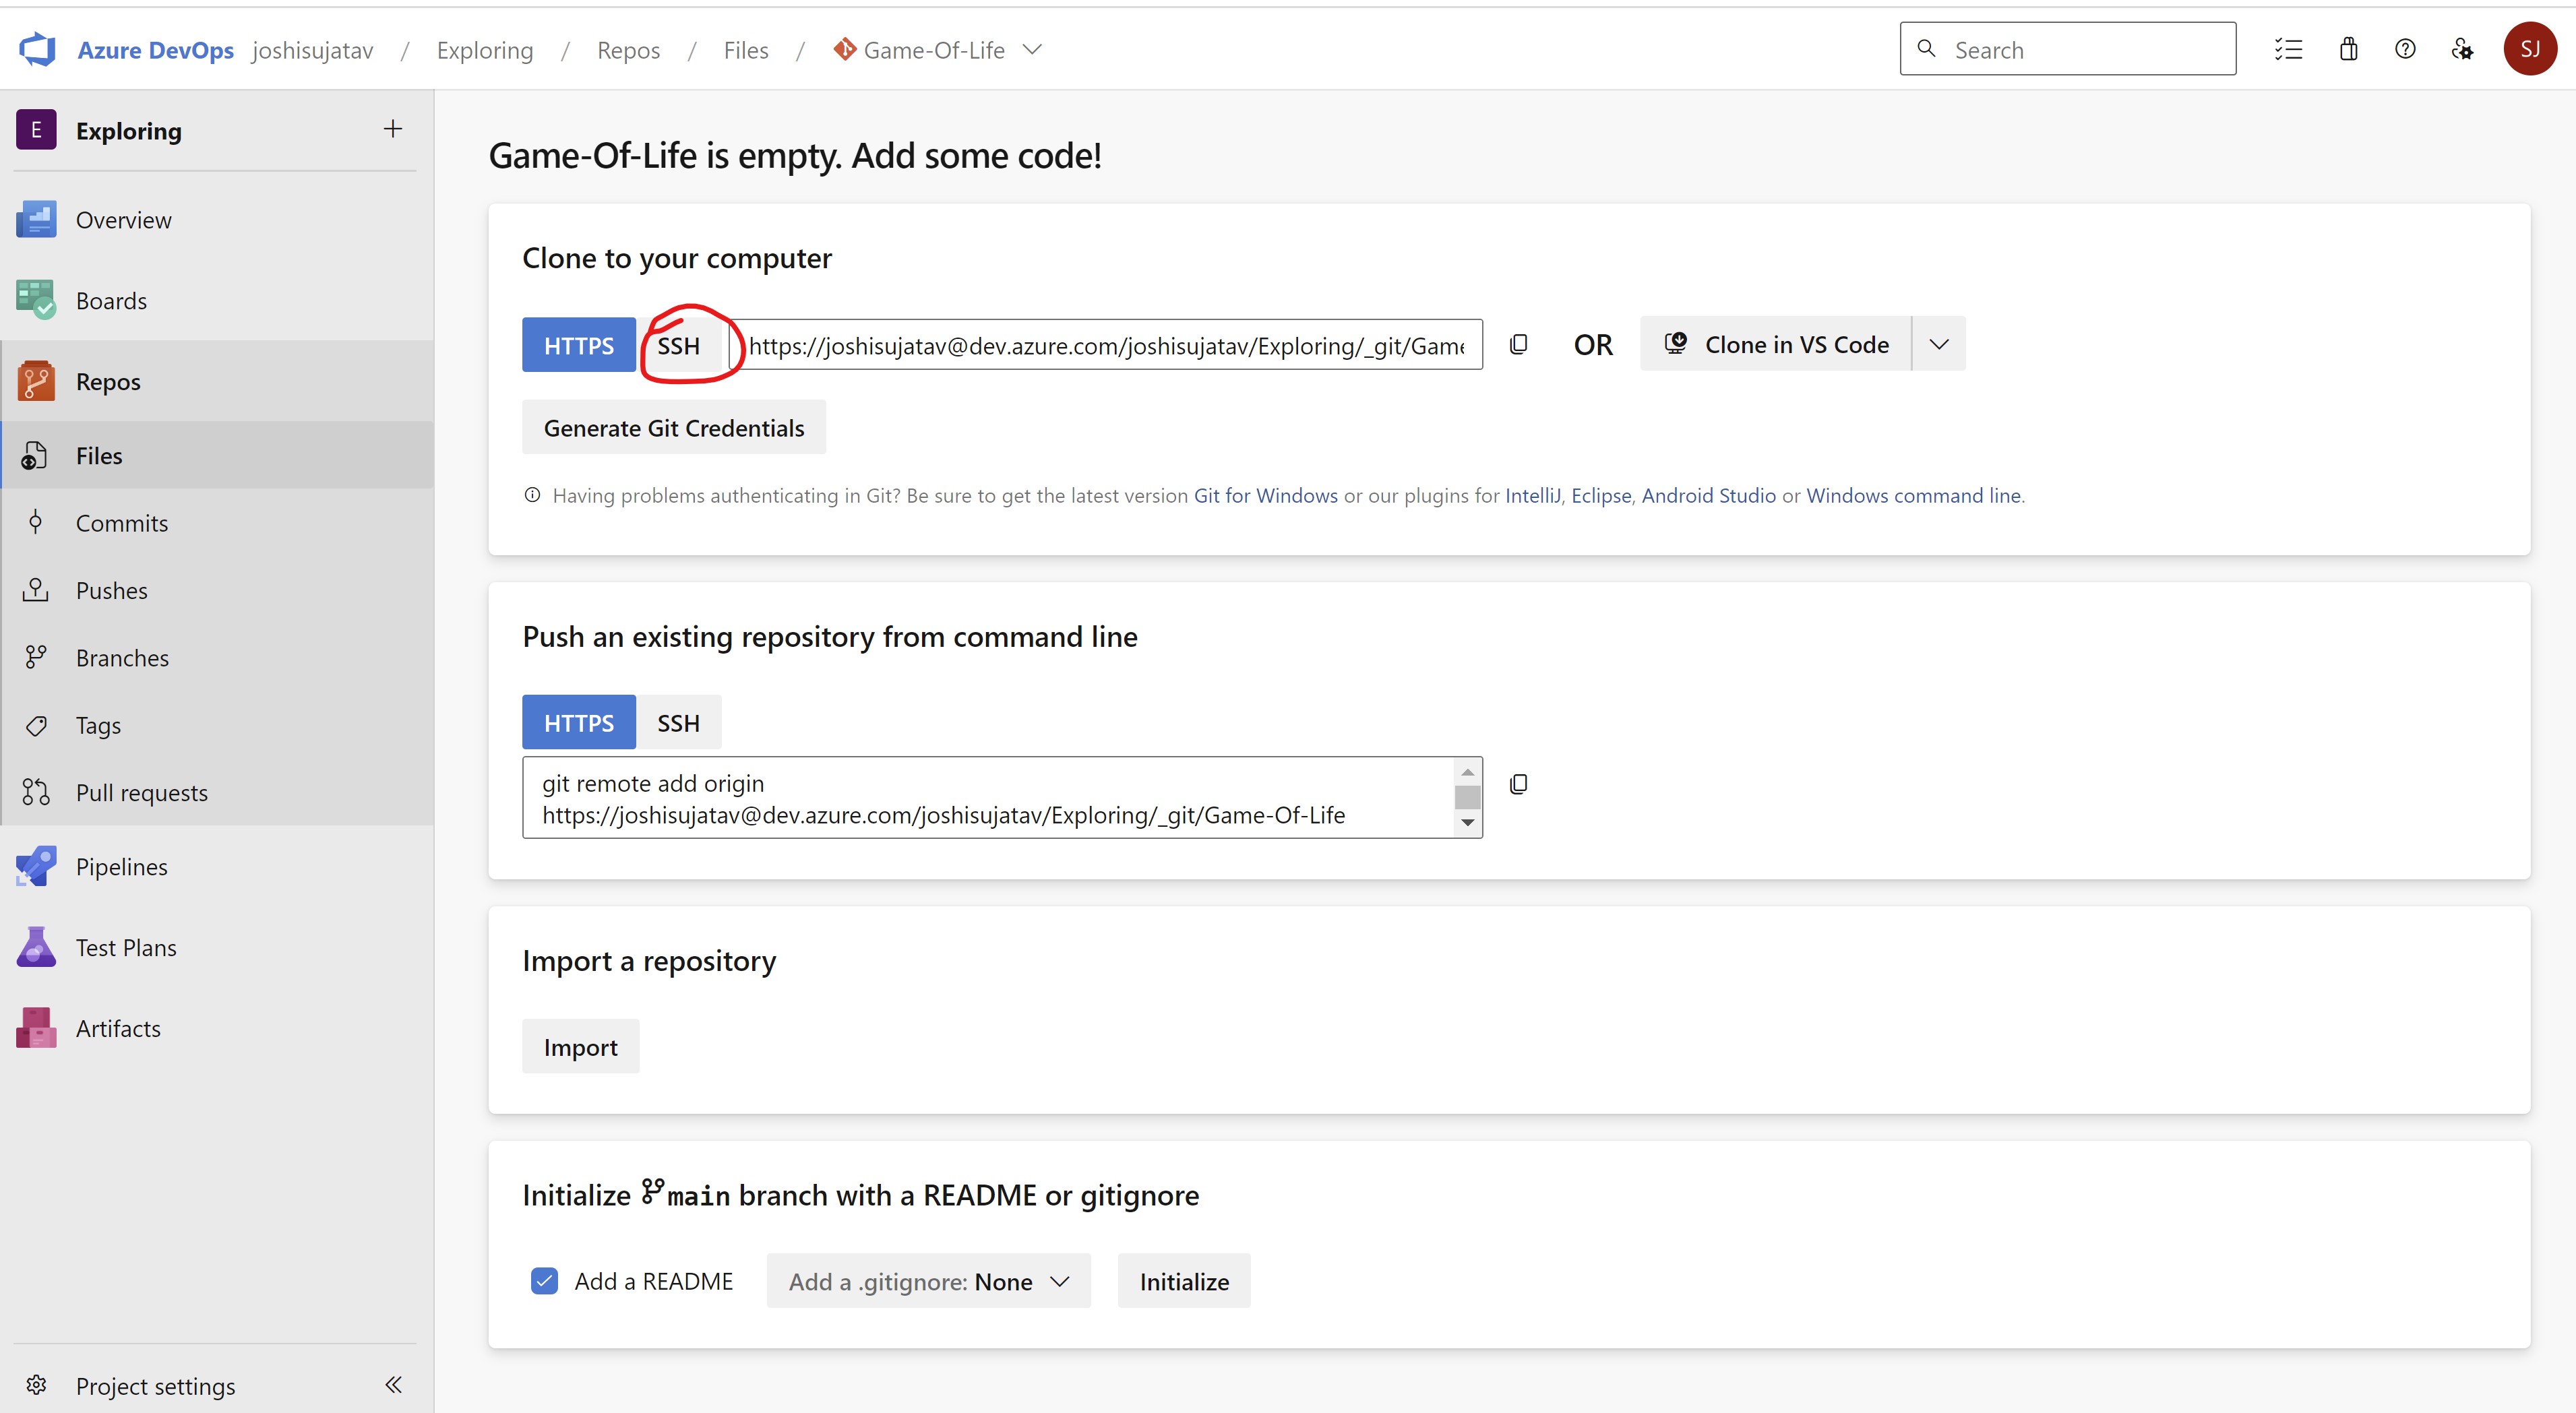 Azure DevOps joshisujatav / Exploring / Repos / Files / Game-Of-Life
Search
SJ
E Exploring
Overview
Boards
Repos
Files
Commits
Pushes
Branches
Tags
Pull requests
Pipelines
Test Plans
Artifacts
Project settings
Game-Of-Life is empty. Add some code!
Clone to your computer
HTTPS SSH https://joshisujatav@dev.azure.com/joshisujatav/Exploring/_git/Game OR Clone in VS Code
Generate Git Credentials
Having problems authenticating in Git? Be sure to get the latest version Git for Windows or our plugins for IntelliJ, Eclipse, Android Studio or Windows command line.
Push an existing repository from command line
HTTPS SSH
git remote add origin
https://joshisujatav@dev.azure.com/joshisujatav/Exploring/_git/Game-Of-Life
Import a repository
Import
Initialize main branch with a README or gitignore
Add a README Add a .gitignore: None Initialize